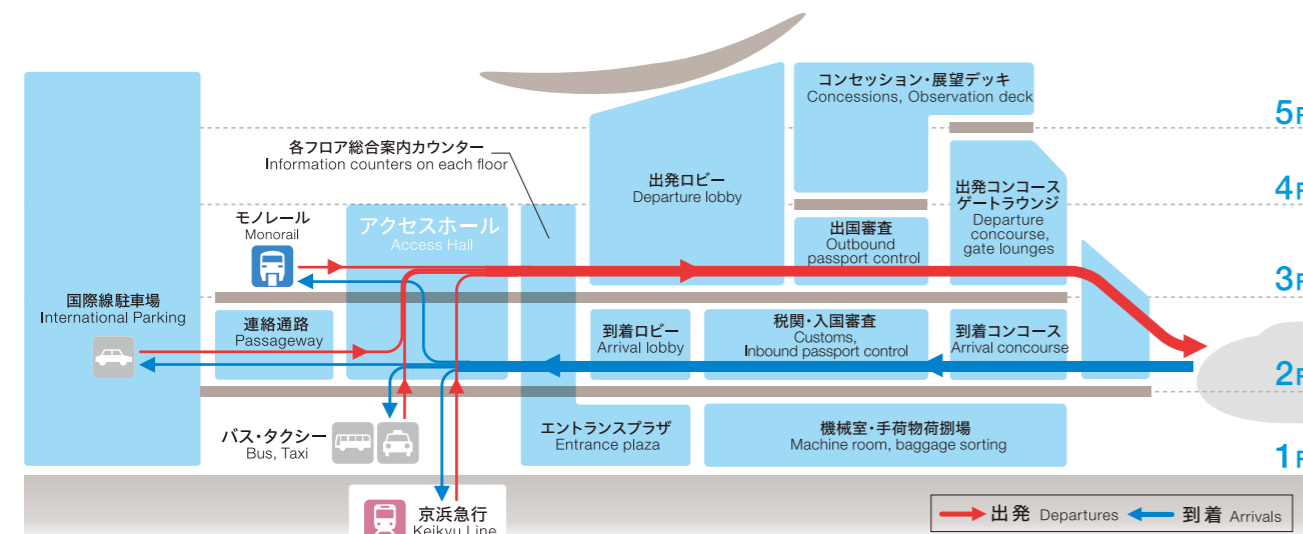 コンセッション・展望デッキ
Concessions, Observation deck
5F
各フロア総合案内カウンター
Information counters on each floor
出発ロビー
Departure lobby
出発コンコース
ゲートラウンジ
Departure
concourse,
gate lounges
4F
モノレール
Monorail
アクセスホール
Access Hall
出国審査
Outbound
passport control
3F
国際線駐車場
International Parking
連絡通路
Passageway
到着ロビー
Arrival lobby
税関・入国審査
Customs,
Inbound passport control
到着コンコース
Arrival concourse
2F
バス・タクシー
Bus, Taxi
エントランスプラザ
Entrance plaza
機械室・手荷物荷捌場
Machine room, baggage sorting
1F
京浜急行
Keikyu Line
出発 Departures
到着 Arrivals